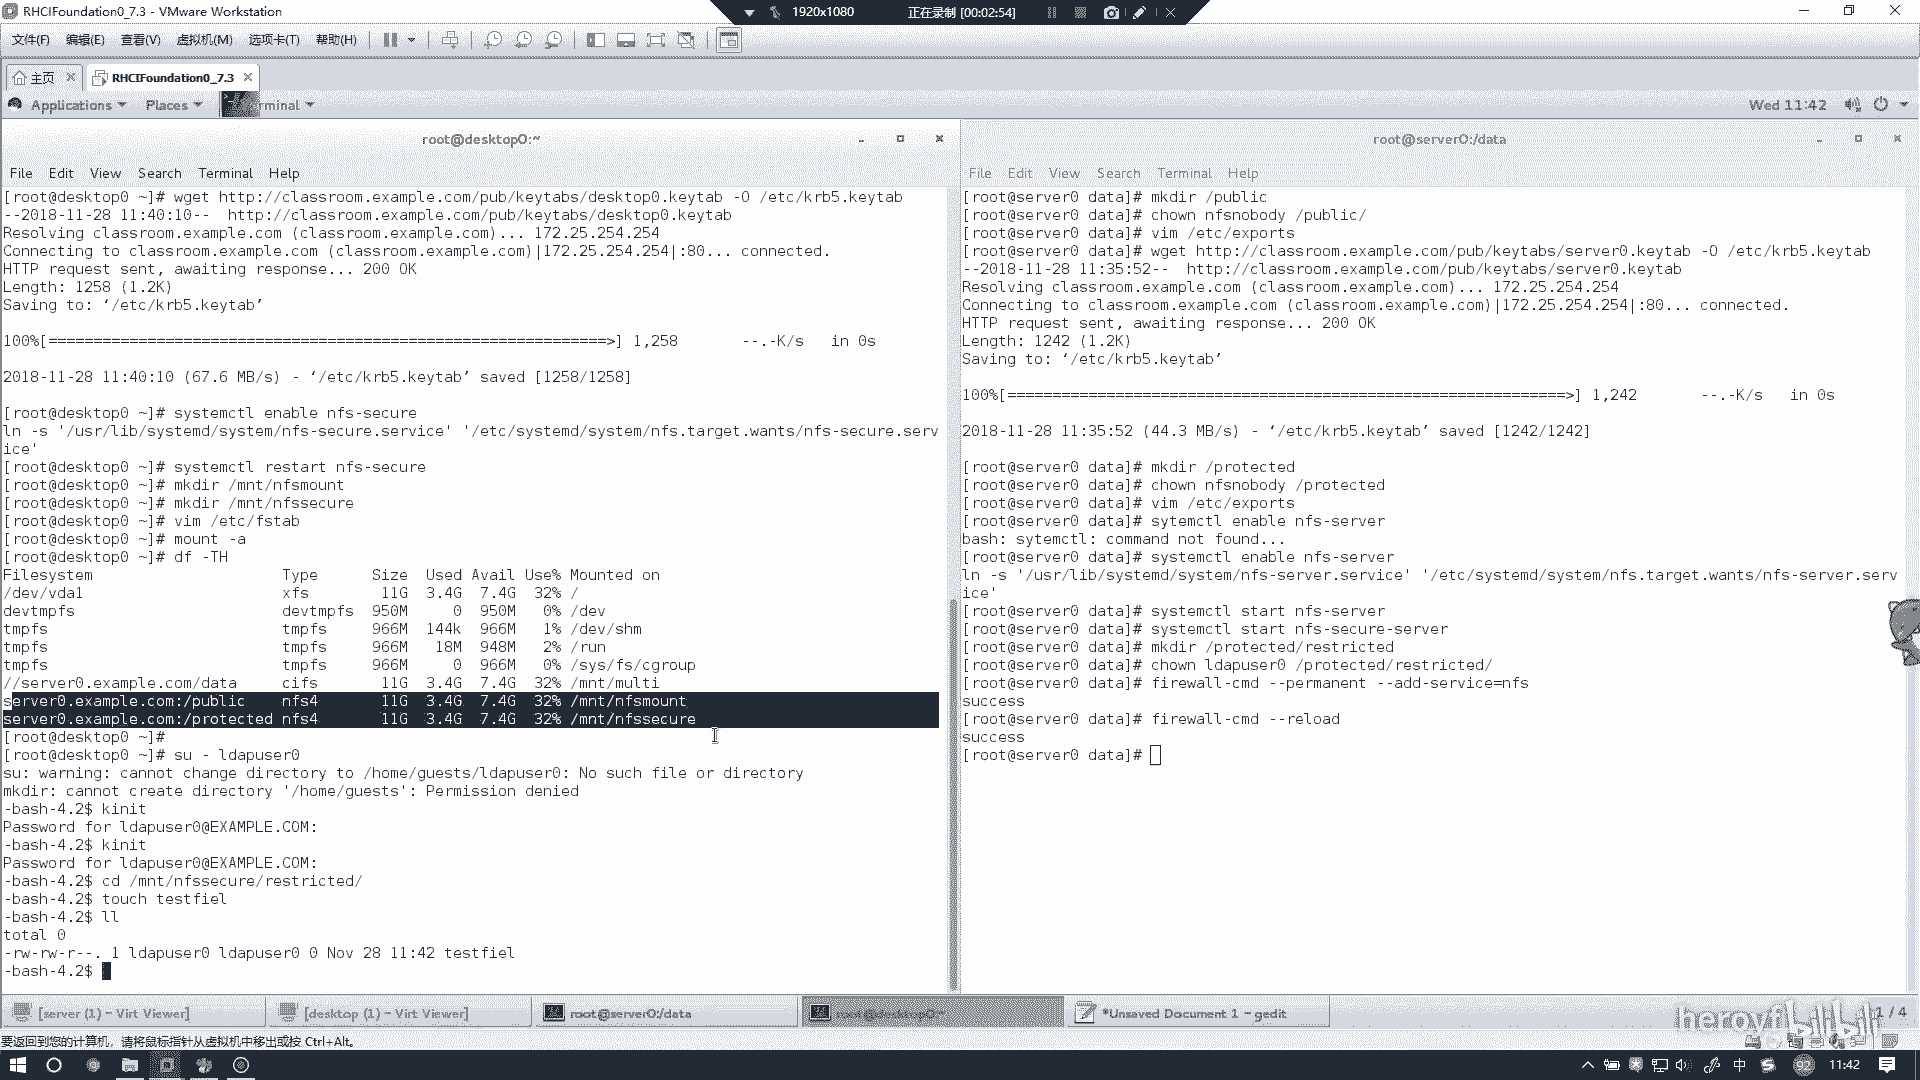 RHCIFoundation0_7.3 - VMware Workstation
1920x1080
正在录制 [00:02:54]
文件(F) 编辑(E) 查看(V) 虚拟机(M) 选项卡(T) 帮助(H)
主页
RHCIFoundation0_7.3
Applications Places Terminal
Wed 11:42
root@desktop0:~
File Edit View Search Terminal Help
[root@desktop0 ~]# wget http://classroom.example.com/pub/keytabs/desktop0.keytab -O /etc/krb5.keytab
--2018-11-28 11:40:10--  http://classroom.example.com/pub/keytabs/desktop0.keytab
Resolving classroom.example.com (classroom.example.com)... 172.25.254.254
Connecting to classroom.example.com (classroom.example.com)|172.25.254.254|:80... connected.
HTTP request sent, awaiting response... 200 OK
Length: 1258 (1.2K)
Saving to: ‘/etc/krb5.keytab’
100%[==============================================================>] 1,258       --.-K/s   in 0s
2018-11-28 11:40:10 (67.6 MB/s) - ‘/etc/krb5.keytab’ saved [1258/1258]
[root@desktop0 ~]# systemctl enable nfs-secure
ln -s '/usr/lib/systemd/system/nfs-secure.service' '/etc/systemd/system/nfs.target.wants/nfs-secure.serv
ice'
[root@desktop0 ~]# systemctl restart nfs-secure
[root@desktop0 ~]# mkdir /mnt/nfsmount
[root@desktop0 ~]# mkdir /mnt/nfssecure
[root@desktop0 ~]# vim /etc/fstab
[root@desktop0 ~]# mount -a
[root@desktop0 ~]# df -TH
Filesystem                     Type      Size  Used Avail Use% Mounted on
/dev/vda1                      xfs        11G  3.4G  7.4G  32% /
devtmpfs                       devtmpfs  950M     0  950M   0% /dev
tmpfs                          tmpfs     966M  144k  966M   1% /dev/shm
tmpfs                          tmpfs     966M   18M  948M   2% /run
tmpfs                          tmpfs     966M     0  966M   0% /sys/fs/cgroup
//server0.example.com/data     cifs       11G  3.4G  7.4G  32% /mnt/multi
server0.example.com:/public    nfs4       11G  3.4G  7.4G  32% /mnt/nfsmount
server0.example.com:/protected nfs4       11G  3.4G  7.4G  32% /mnt/nfssecure
[root@desktop0 ~]#
[root@desktop0 ~]# su - ldapuser0
su: warning: cannot change directory to /home/guests/ldapuser0: No such file or directory
mkdir: cannot create directory '/home/guests': Permission denied
-bash-4.2$ kinit
Password for ldapuser0@EXAMPLE.COM:
-bash-4.2$ kinit
Password for ldapuser0@EXAMPLE.COM:
-bash-4.2$ cd /mnt/nfssecure/restricted/
-bash-4.2$ touch testfiel
-bash-4.2$ ll
total 0
-rw-rw-r--. 1 ldapuser0 ldapuser0 0 Nov 28 11:42 testfiel
-bash-4.2$
root@server0:/data
File Edit View Search Terminal Help
[root@server0 data]# mkdir /public
[root@server0 data]# chown nfsnobody /public/
[root@server0 data]# vim /etc/exports
[root@server0 data]# wget http://classroom.example.com/pub/keytabs/server0.keytab -O /etc/krb5.keytab
--2018-11-28 11:35:52--  http://classroom.example.com/pub/keytabs/server0.keytab
Resolving classroom.example.com (classroom.example.com)... 172.25.254.254
Connecting to classroom.example.com (classroom.example.com)|172.25.254.254|:80... connected.
HTTP request sent, awaiting response... 200 OK
Length: 1242 (1.2K)
Saving to: ‘/etc/krb5.keytab’
100%[==============================================================>] 1,242       --.-K/s   in 0s
2018-11-28 11:35:52 (44.3 MB/s) - ‘/etc/krb5.keytab’ saved [1242/1242]
[root@server0 data]# mkdir /protected
[root@server0 data]# chown nfsnobody /protected
[root@server0 data]# vim /etc/exports
[root@server0 data]# sytemctl enable nfs-server
bash: sytemctl: command not found...
[root@server0 data]# systemctl enable nfs-server
ln -s '/usr/lib/systemd/system/nfs-server.service' '/etc/systemd/system/nfs.target.wants/nfs-server.serv
ice'
[root@server0 data]# systemctl start nfs-server
[root@server0 data]# systemctl start nfs-secure-server
[root@server0 data]# mkdir /protected/restricted
[root@server0 data]# chown ldapuser0 /protected/restricted/
[root@server0 data]# firewall-cmd --permanent --add-service=nfs
success
[root@server0 data]# firewall-cmd --reload
success
[root@server0 data]#
[server (1) - Virt Viewer]
[desktop (1) - Virt Viewer]
root@server0:/data
root@desktop0:~
*Unsaved Document 1 - gedit
1 / 4
bilibili
要返回到您的计算机，请将鼠标指针从虚拟机中移出或按 Ctrl+Alt。
中
92
11:42